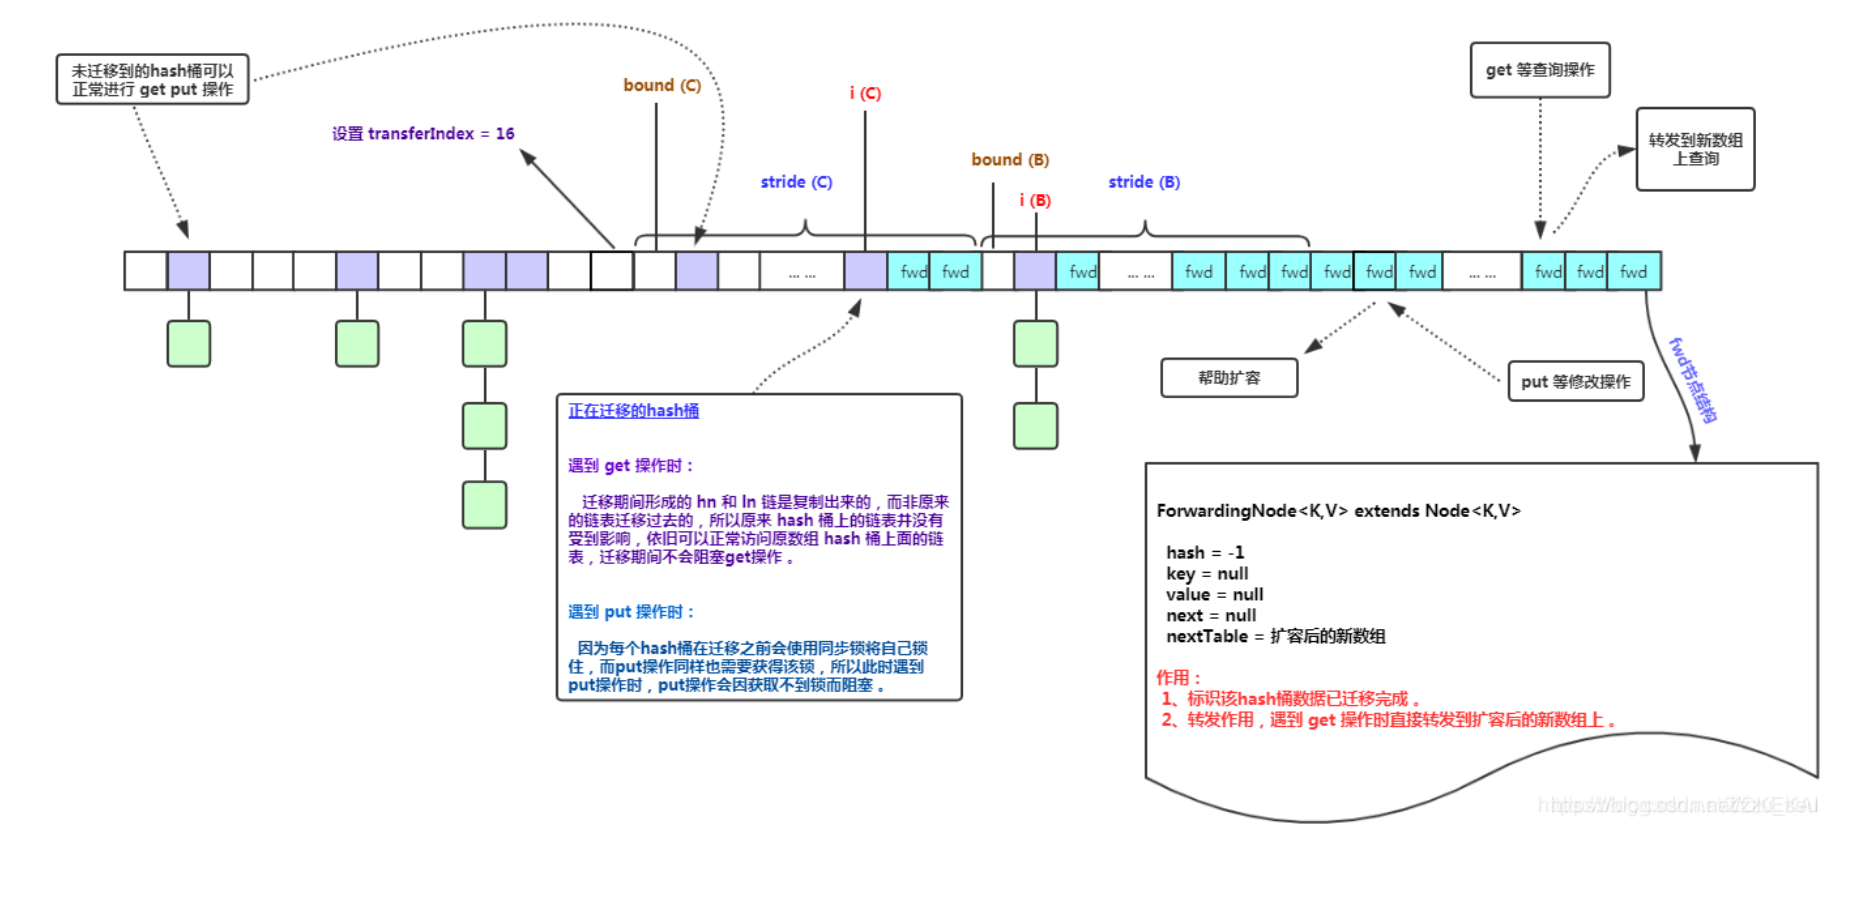 未迁移到的hash桶可以
正常进行 get put 操作
设置 transferIndex = 16
bound (C)
i (C)
stride (C)
bound (B)
i (B)
stride (B)
get 等查询操作
转发到新数组
上查询
... ...
fwd
fwd
fwd
... ...
fwd
fwd
fwd
fwd
fwd
fwd
... ...
fwd
fwd
fwd
帮助扩容
put 等修改操作
fwd节点结构
正在迁移的hash桶
遇到 get 操作时：
迁移期间形成的 hn 和 ln 链是复制出来的，而非原来
的链表迁移过去的，所以原来 hash 桶上的链表并没有
受到影响，依旧可以正常访问原数组 hash 桶上面的链
表，迁移期间不会阻塞get操作 。
遇到 put 操作时：
因为每个hash桶在迁移之前会使用同步锁将自己锁
住，而put操作同样也需要获得该锁，所以此时遇到
put操作时，put操作会因获取不到锁而阻塞 。
ForwardingNode<K,V> extends Node<K,V>
hash = -1
key = null
value = null
next = null
nextTable = 扩容后的新数组
作用：
1、标识该hash桶数据已迁移完成 。
2、转发作用，遇到 get 操作时直接转发到扩容后的新数组上 。